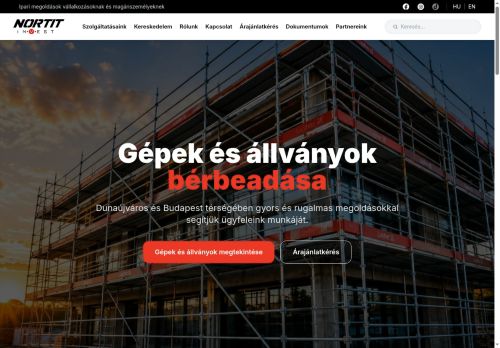 Ipari megoldások vállalkozásoknak és magánszemélyeknek
HU | EN
NORTIT
INVEST
Szolgáltatásaink Kereskedelem Rólunk Kapcsolat Árajánlatkérés Dokumentumok Partnereink
Keresés...
Gépek és állványok
bérbeadása
Dunaújváros és Budapest térségében gyors és rugalmas megoldásokkal
segítjük ügyfeleink munkáját.
Gépek és állványok megtekintése
Árajánlatkérés